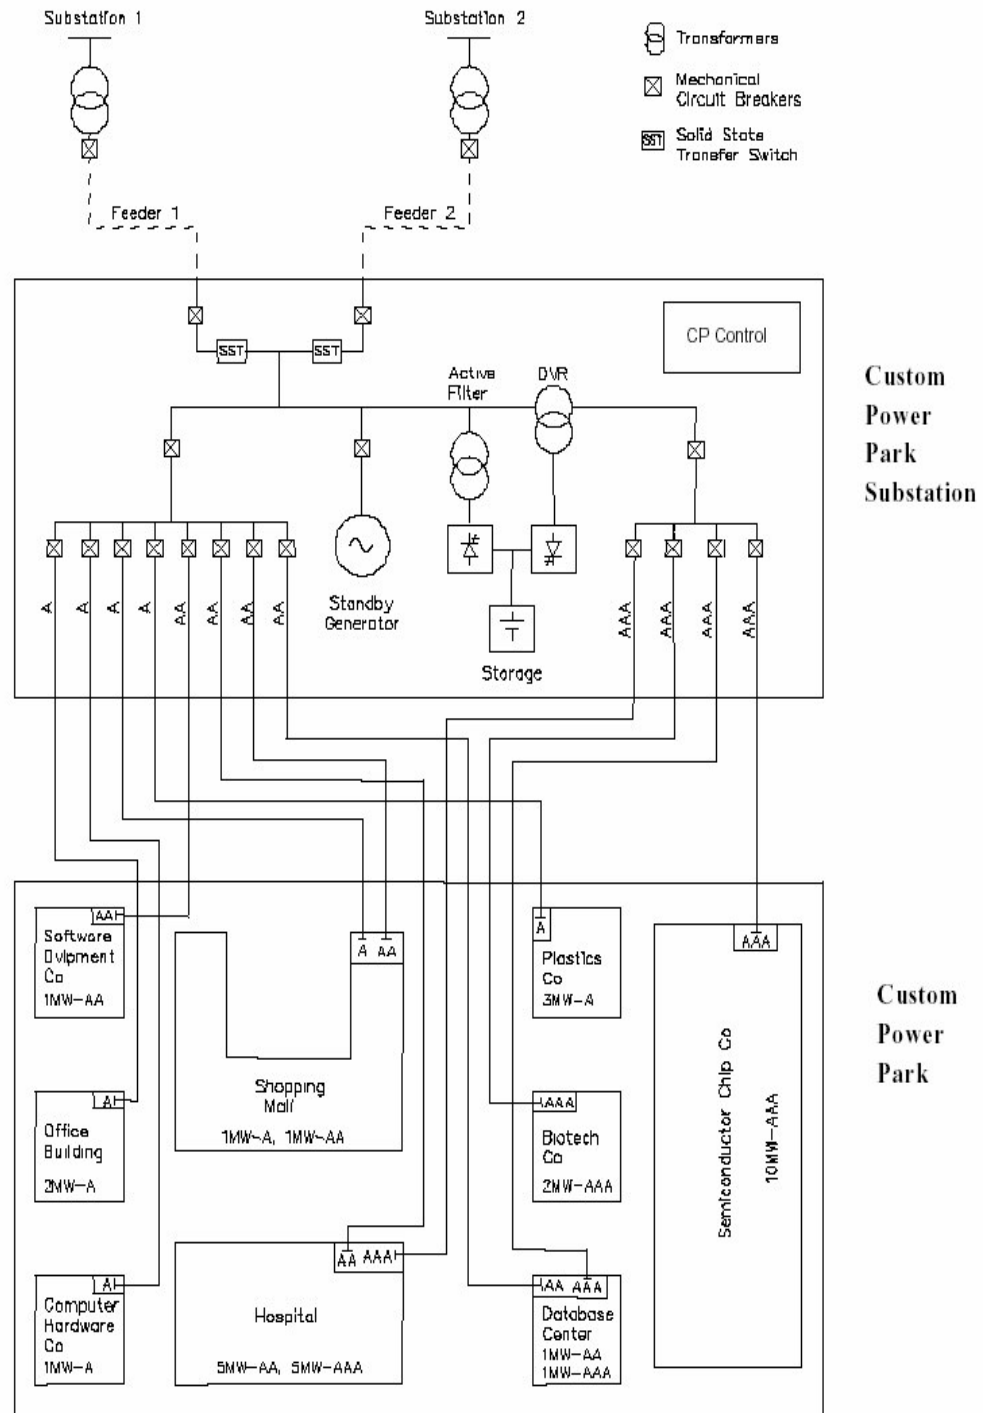 Substation 1
Substation 2
Transformers
Mechanical
Circuit Breakers
SST
Solid State
Transfer Switch
Feeder 1
Feeder 2
CP Control
SST
SST
Active
Filter
DVR
Custom
Power
Park
Substation
A
A
A
A
AA
AA
AA
AA
Standby
Generator
Storage
AAA
AAA
AAA
AAA
AA
Software
Dvlpment
Co
1MW-AA
A AA
Shopping
Mall
1MW-A, 1MW-AA
A
Plastics
Co
3MW-A
AAA
Semiconductor Chip Co
10MW-AAA
Custom
Power
Park
A
Office
Building
2MW-A
AAA
Biotech
Co
2MW-AAA
A
Computer
Hardware
Co
1MW-A
AA AAA
Hospital
5MW-AA, 5MW-AAA
AA AAA
Database
Center
1MW-AA
1MW-AAA